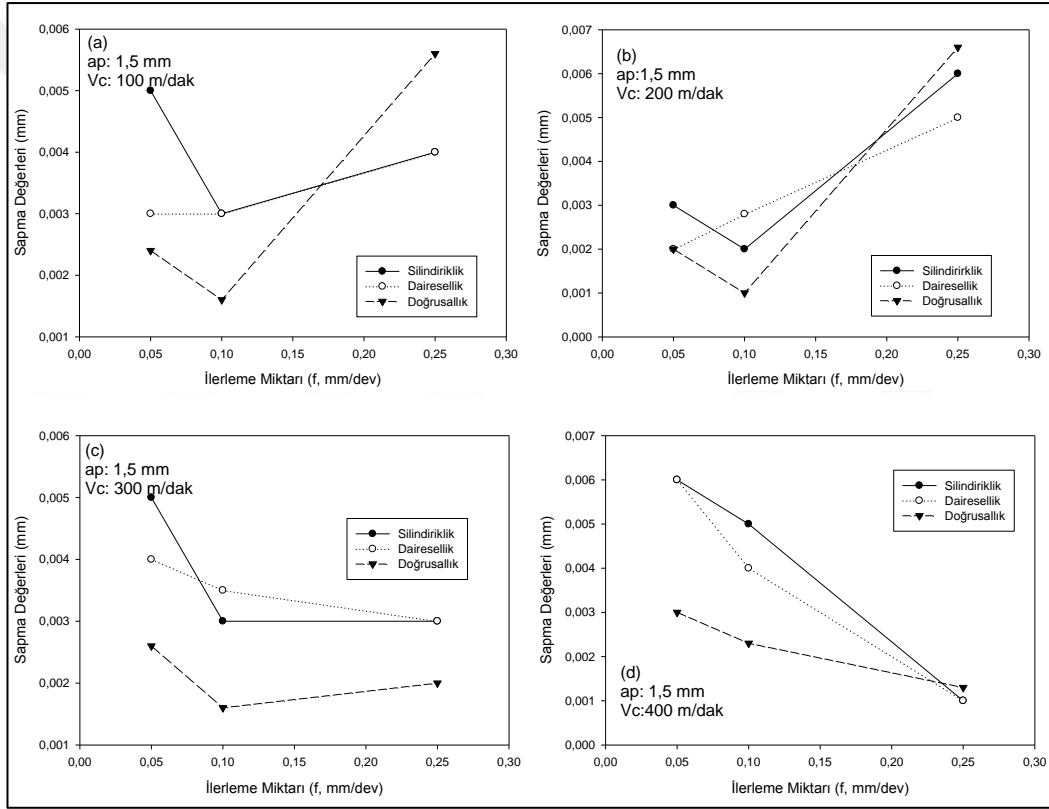 (a)
ap: 1,5 mm
Vc: 100 m/dak
Sapma Değerleri (mm)
0,006
0,005
0,004
0,003
0,002
0,001
0,00 0,05 0,10 0,15 0,20 0,25 0,30
İlerleme Miktarı (f, mm/dev)
Silindiriklik
Dairesellik
Doğrusallık
(b)
ap:1,5 mm
Vc: 200 m/dak
Sapma Değerleri (mm)
0,007
0,006
0,005
0,004
0,003
0,002
0,001
0,000
0,00 0,05 0,10 0,15 0,20 0,25 0,30
İlerleme Miktarı (f, mm/dev)
Silindirirklik
Dairesellik
Doğrusallık
(c)
ap: 1,5 mm
Vc: 300 m/dak
Sapma Değerleri (mm)
0,006
0,005
0,004
0,003
0,002
0,001
0,00 0,05 0,10 0,15 0,20 0,25 0,30
İlerleme Miktarı (f, mm/dev)
Silindiriklik
Dairesellik
Doğrusallık
(d)
ap: 1,5 mm
Vc:400 m/dak
Sapma Değerleri (mm)
0,007
0,006
0,005
0,004
0,003
0,002
0,001
0,000
0,00 0,05 0,10 0,15 0,20 0,25 0,30
İlerleme Miktarı (f, mm/dev)
Silindiriklik
Dairesellik
Doğrusallık